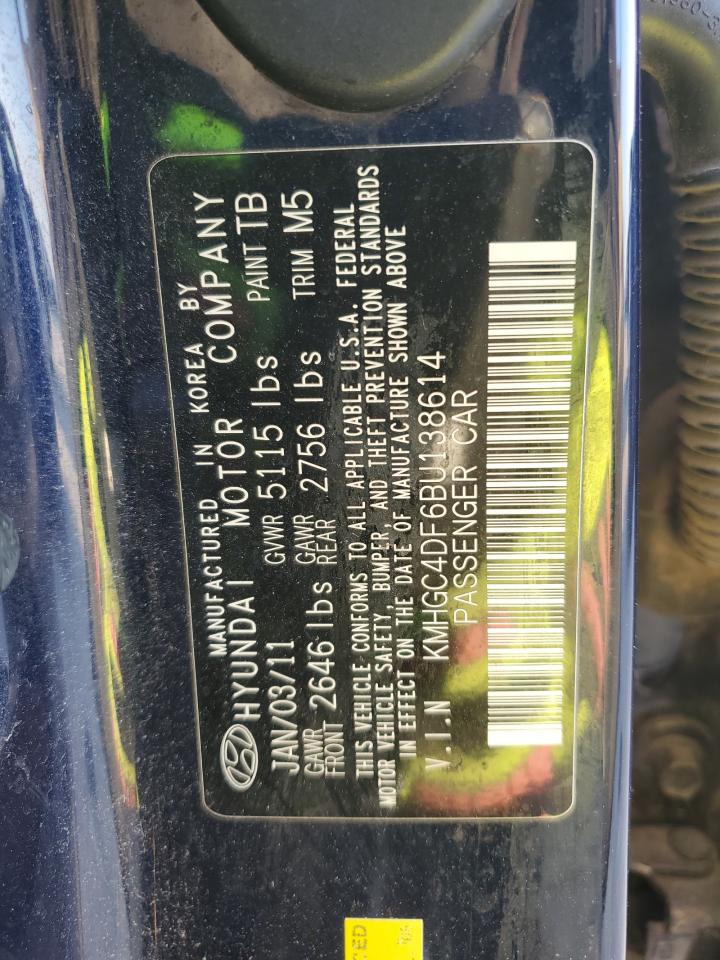 MANUFACTURED IN KOREA BY
HYUNDAI MOTOR COMPANY
JAN/03/11 GVWR 5115 lbs PAINT TB
GAWR FRONT 2646 lbs GAWR REAR 2756 lbs TRIM M5
THIS VEHICLE CONFORMS TO ALL APPLICABLE U.S.A. FEDERAL
MOTOR VEHICLE SAFETY, BUMPER, AND THEFT PREVENTION STANDARDS
IN EFFECT ON THE DATE OF MANUFACTURE SHOWN ABOVE
V.I.N KMHGC4DF6BU138614
PASSENGER CAR